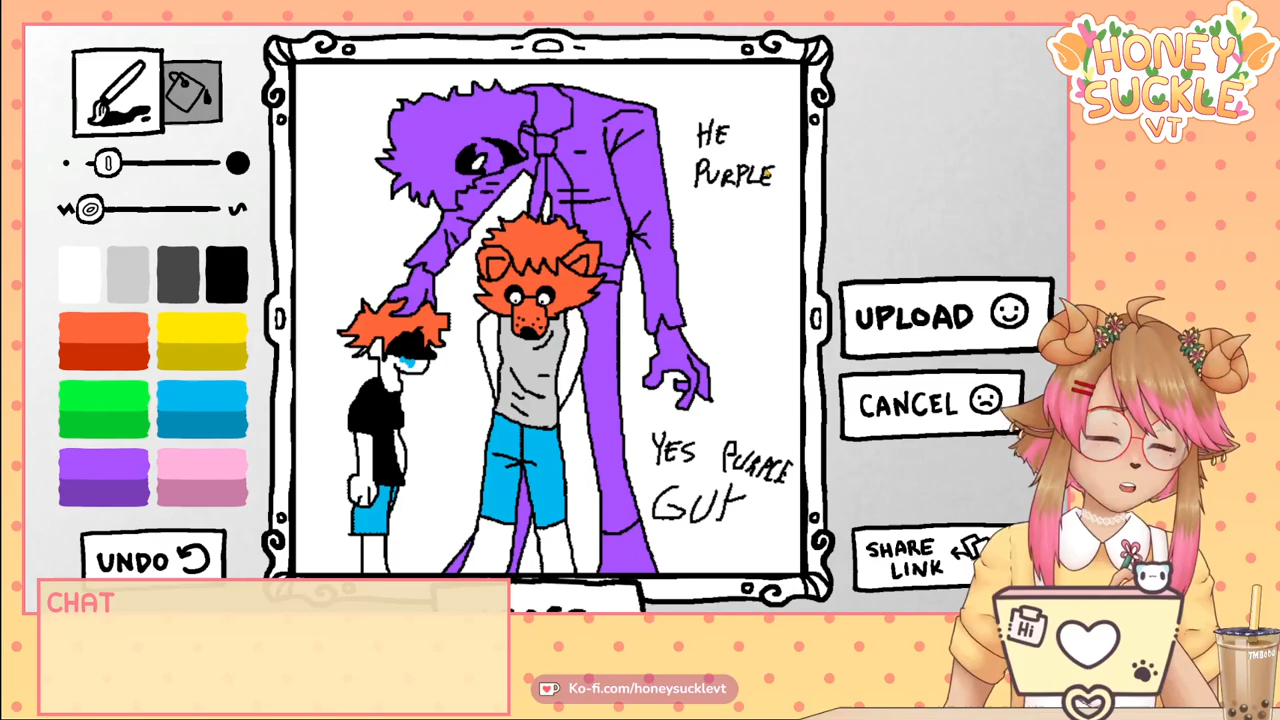 HONEY
SUCKLE
VT
HE
PURPLE
UPLOAD
CANCEL
YES PURPLE
GUY
SHARE
LINK
UNDO
CHAT
Hi
TMBoba
Ko-fi.com/honeysucklevt